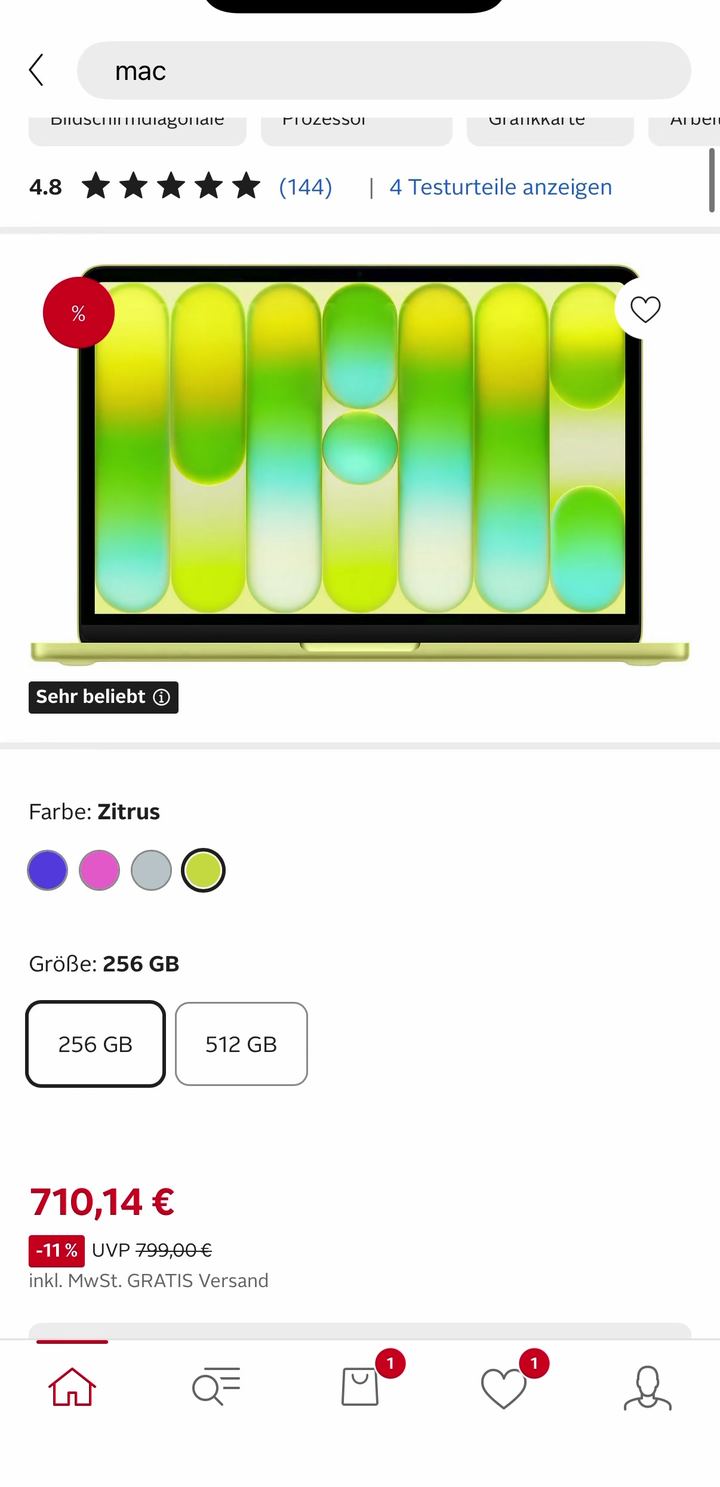 mac
Bildschirmdiagonale Prozessor Grafikkarte
4.8 (144) | 4 Testurteile anzeigen
%
Sehr beliebt
Farbe: Zitrus
Größe: 256 GB
256 GB 512 GB
710,14 €
-11 % UVP 799,00 €
inkl. MwSt. GRATIS Versand
1 1